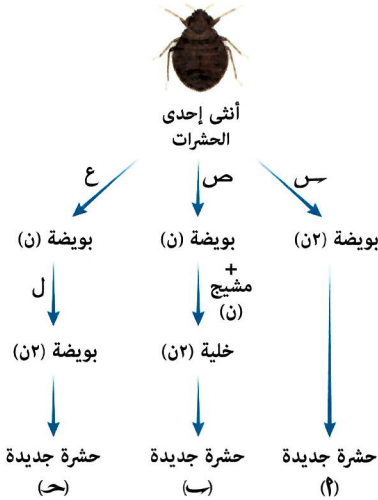 أنثى إحدى
الحشرات
س
ص
ع
بويضة (٢ن)
بويضة (ن)
بويضة (ن)
+
مشيج
(ن)
ل
خلية (٢ن)
بويضة (٢ن)
حشرة جديدة
(أ)
حشرة جديدة
(ب)
حشرة جديدة
(حـ)